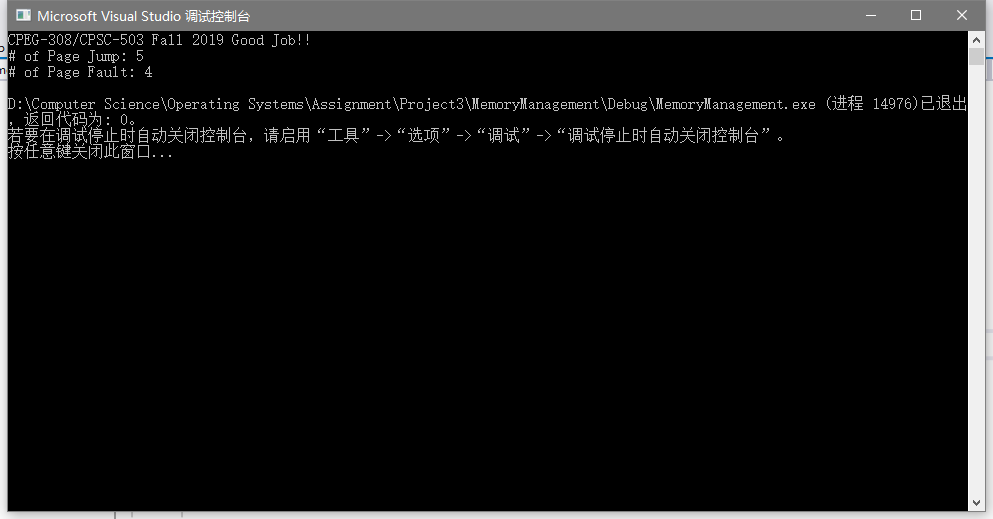 Microsoft Visual Studio 调试控制台
CPEG-308/CPSC-503 Fall 2019 Good Job!!
# of Page Jump: 5
# of Page Fault: 4
D:\Computer Science\Operating Systems\Assignment\Project3\MemoryManagement\Debug\MemoryManagement.exe (进程 14976)已退出
，返回代码为: 0。
若要在调试停止时自动关闭控制台，请启用“工具”->“选项”->“调试”->“调试停止时自动关闭控制台”。
按任意键关闭此窗口...